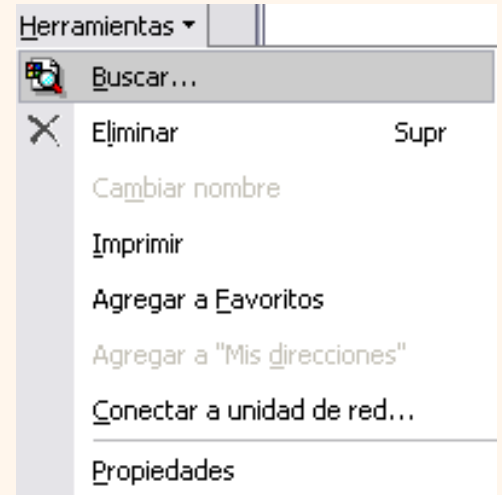 Herramientas
Buscar...
Eliminar Supr
Cambiar nombre
Imprimir
Agregar a Favoritos
Agregar a "Mis direcciones"
Conectar a unidad de red...
Propiedades